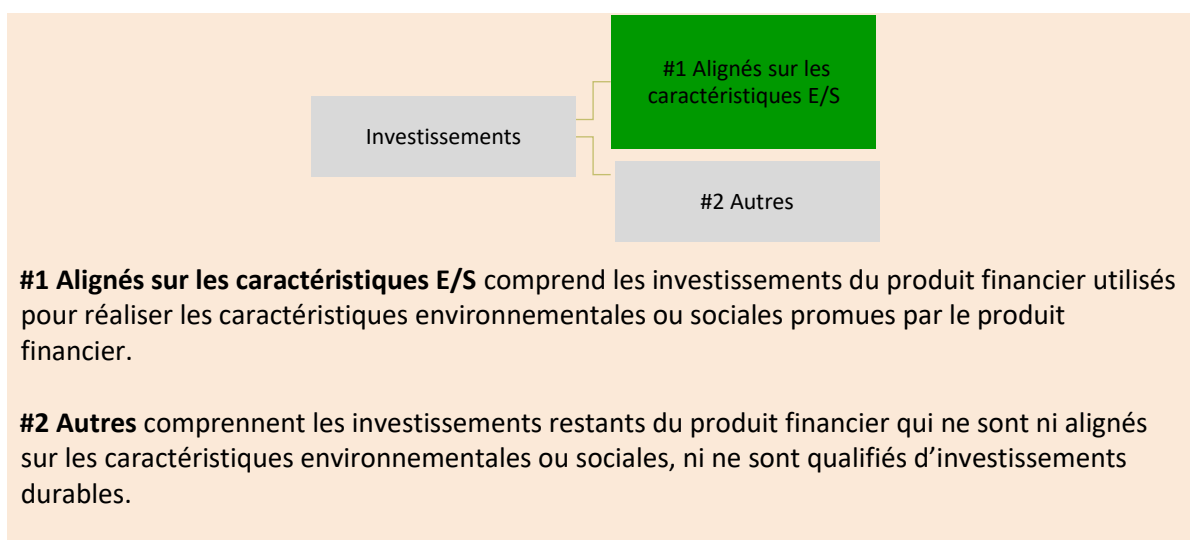 #1 Alignés sur les
caractéristiques E/S
Investissements
#2 Autres
#1 Alignés sur les caractéristiques E/S comprend les investissements du produit financier utilisés
pour réaliser les caractéristiques environnementales ou sociales promues par le produit
financier.
#2 Autres comprennent les investissements restants du produit financier qui ne sont ni alignés
sur les caractéristiques environnementales ou sociales, ni ne sont qualifiés d’investissements
durables.